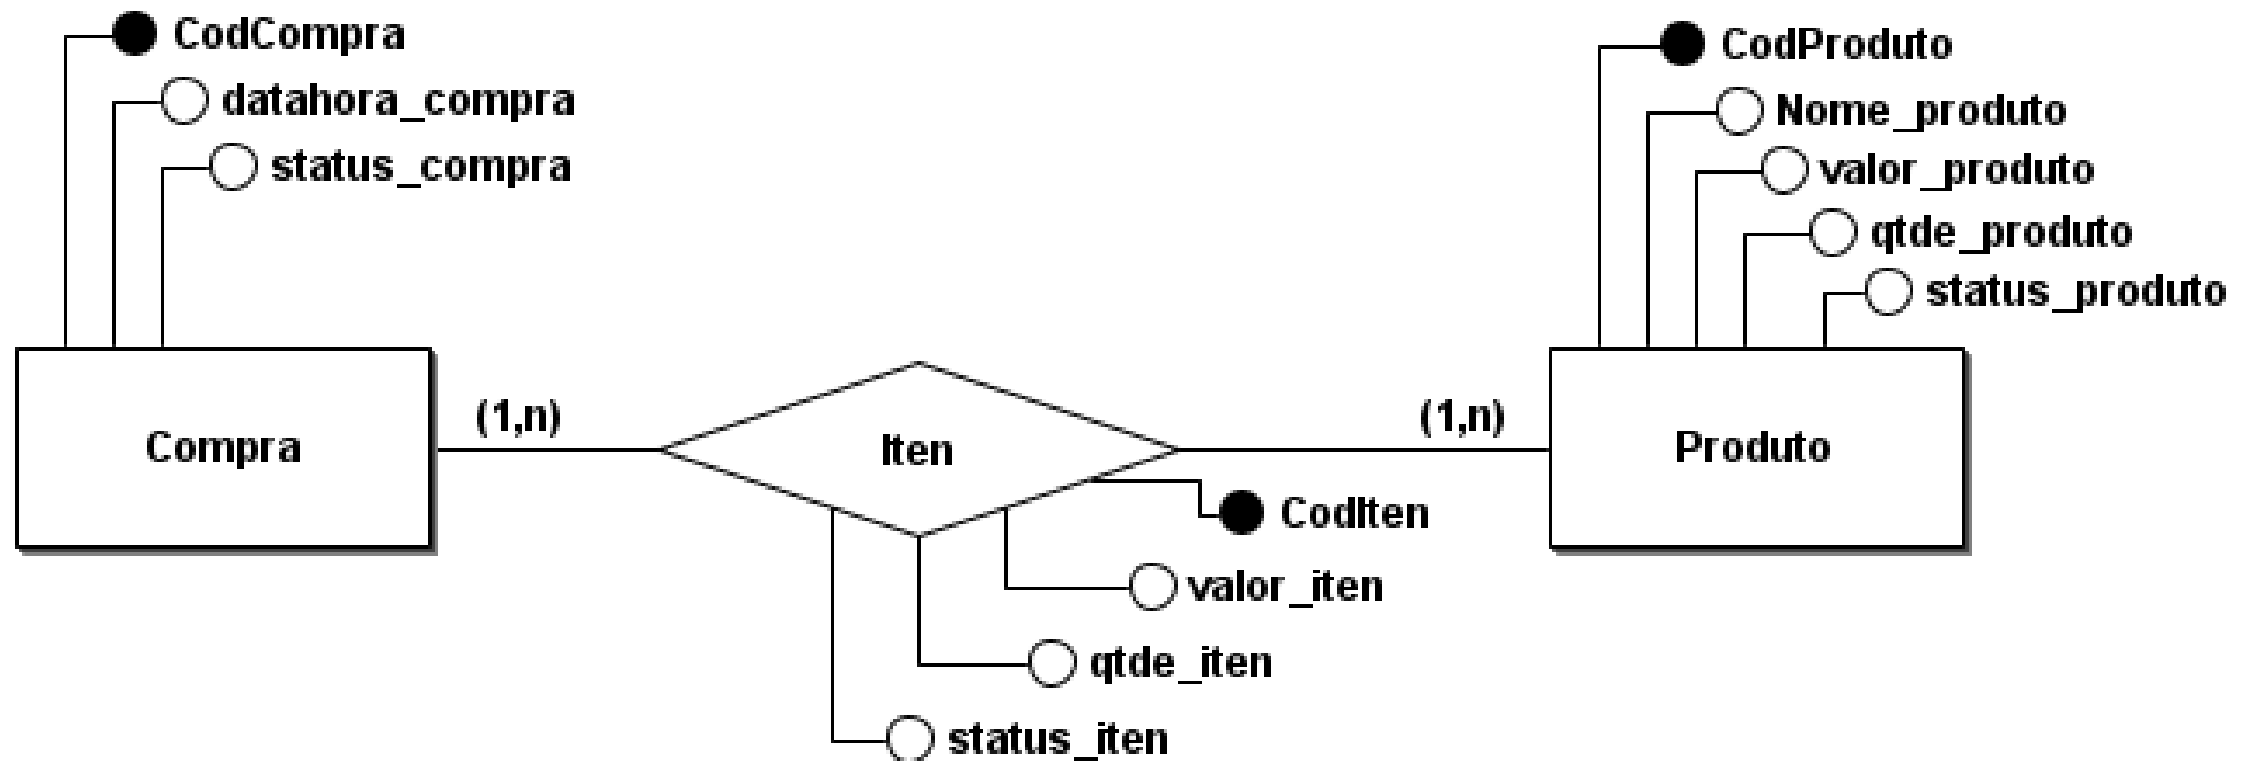 CodCompra
datahora_compra
status_compra
CodProduto
Nome_produto
valor_produto
qtde_produto
status_produto
Compra
(1,n)
Iten
(1,n)
Produto
CodIten
valor_iten
qtde_iten
status_iten